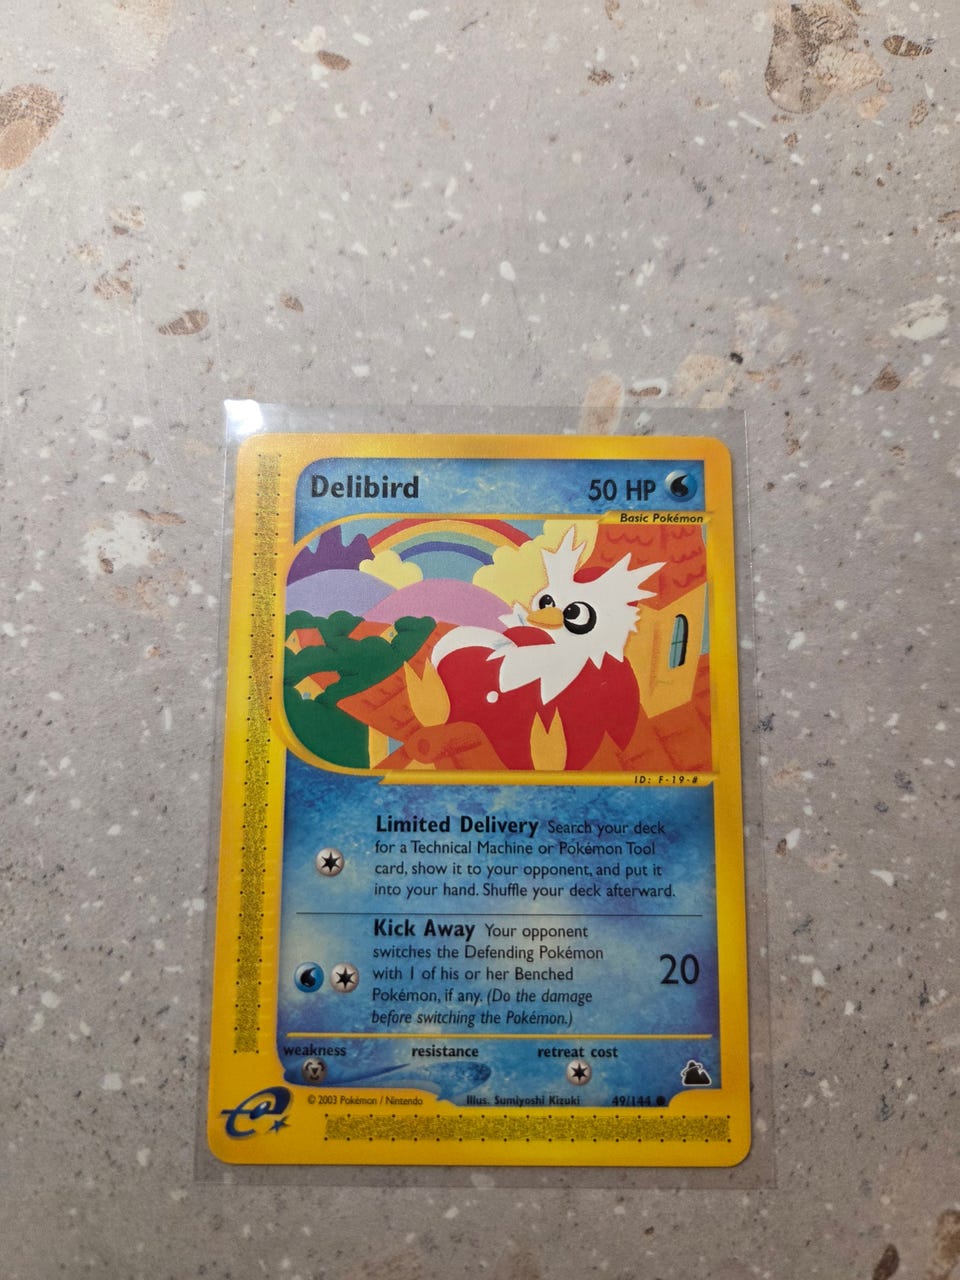 Delibird 50 HP
Basic Pokémon
ID: F-19-#
Limited Delivery Search your deck
for a Technical Machine or Pokémon Tool
card, show it to your opponent, and put it
into your hand. Shuffle your deck afterward.
Kick Away Your opponent
switches the Defending Pokémon
with 1 of his or her Benched
Pokémon, if any. (Do the damage
before switching the Pokémon.)
20
weakness resistance retreat cost
© 2003 Pokémon / Nintendo Illus. Sumiyoshi Kizuki 49/144
e